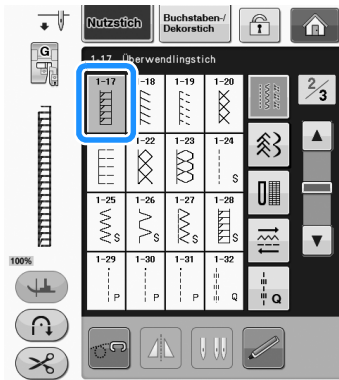 Nutzstich
Buchstaben-/
Dekorstich
G
1-17 Überwendlingstich
2/3
1-17 -18 1-19 1-20
-22 1-23 1-24
S
1-25 1-26 1-27 1-28
S S S S
100%
1-29 1-30 1-31 1-32
P P P Q
Q